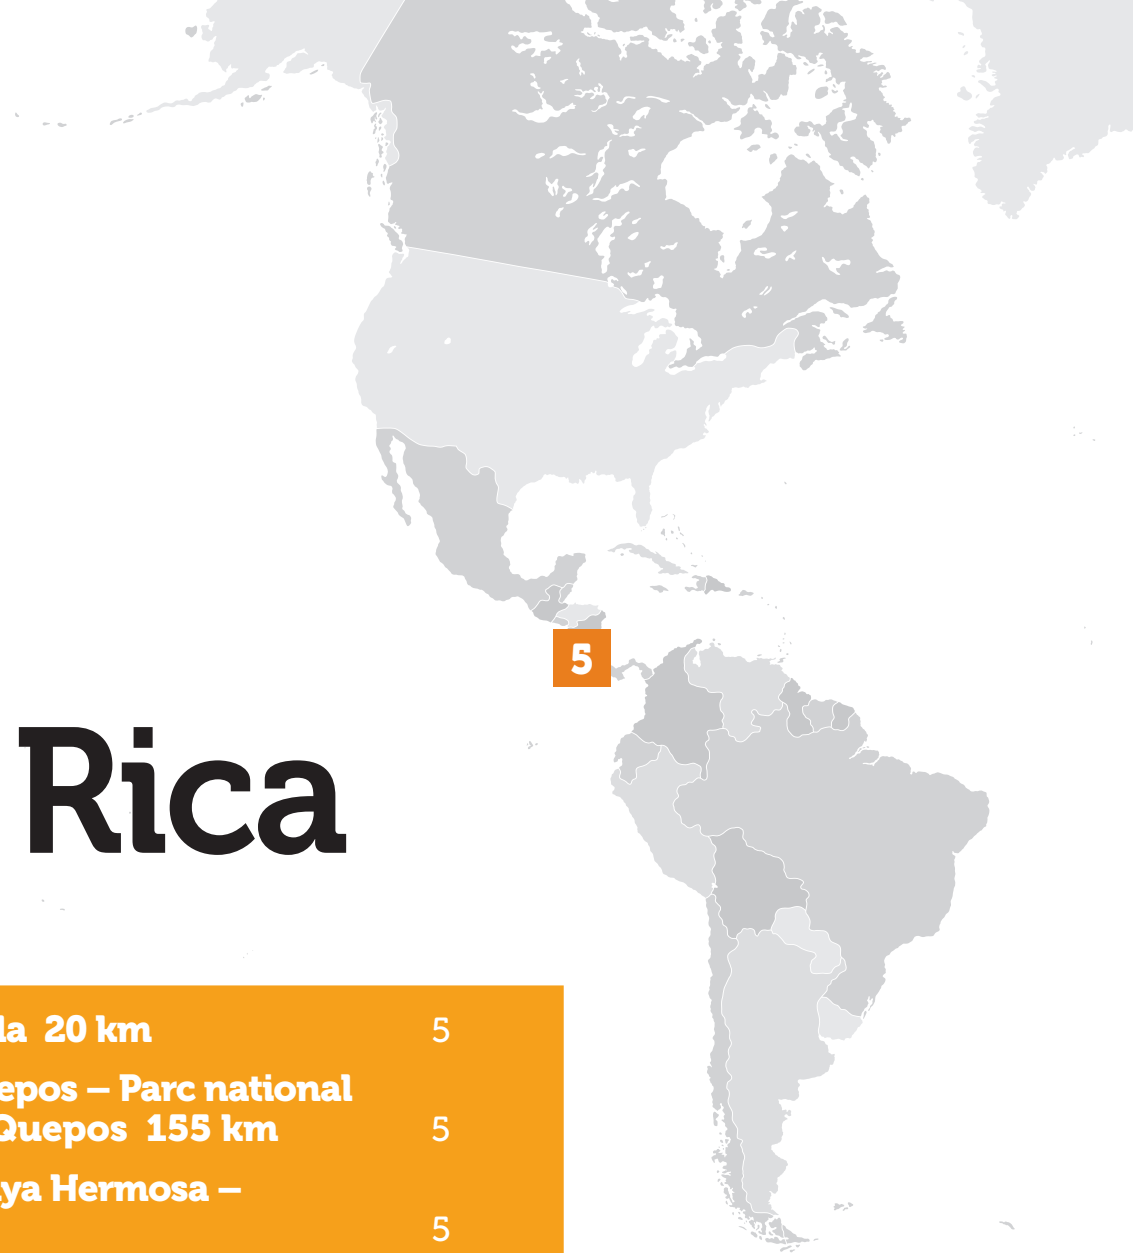 5
Rica
la 20 km 5
epos – Parc national
Quepos 155 km 5
ya Hermosa –
5